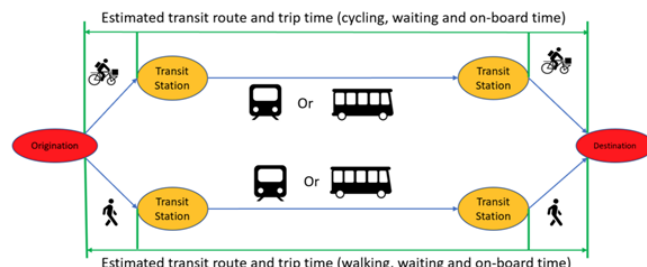 Estimated transit route and trip time (cycling, waiting and on-board time)
Transit
Station
Transit
Station
Or
Origination
Destination
Or
Transit
Station
Transit
Station
Estimated transit route and trip time (walking, waiting and on-board time)